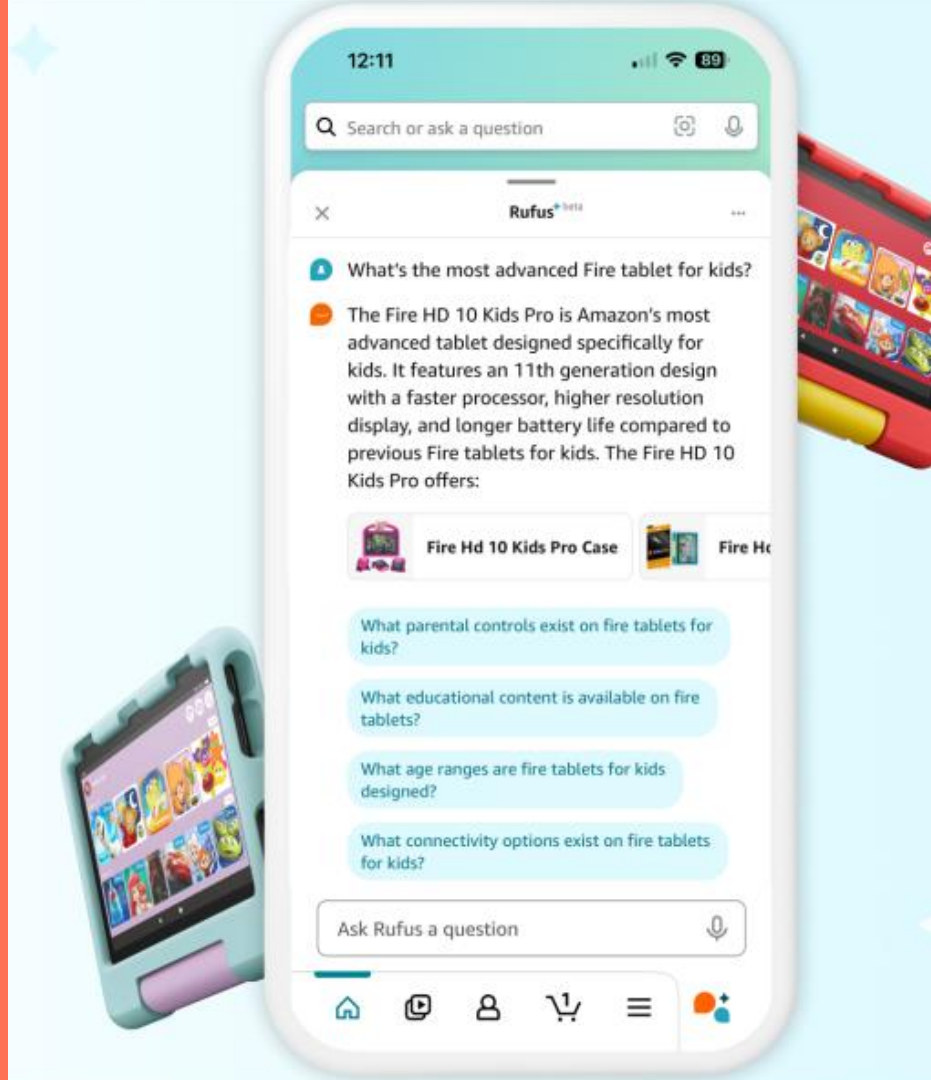 12:11
89
Search or ask a question
Rufus beta
What's the most advanced Fire tablet for kids?
The Fire HD 10 Kids Pro is Amazon's most
advanced tablet designed specifically for
kids. It features an 11th generation design
with a faster processor, higher resolution
display, and longer battery life compared to
previous Fire tablets for kids. The Fire HD 10
Kids Pro offers:
Fire Hd 10 Kids Pro Case
Fire
What parental controls exist on fire tablets for
kids?
What educational content is available on fire
tablets?
What age ranges are fire tablets for kids
designed?
What connectivity options exist on fire tablets
for kids?
Ask Rufus a question
1